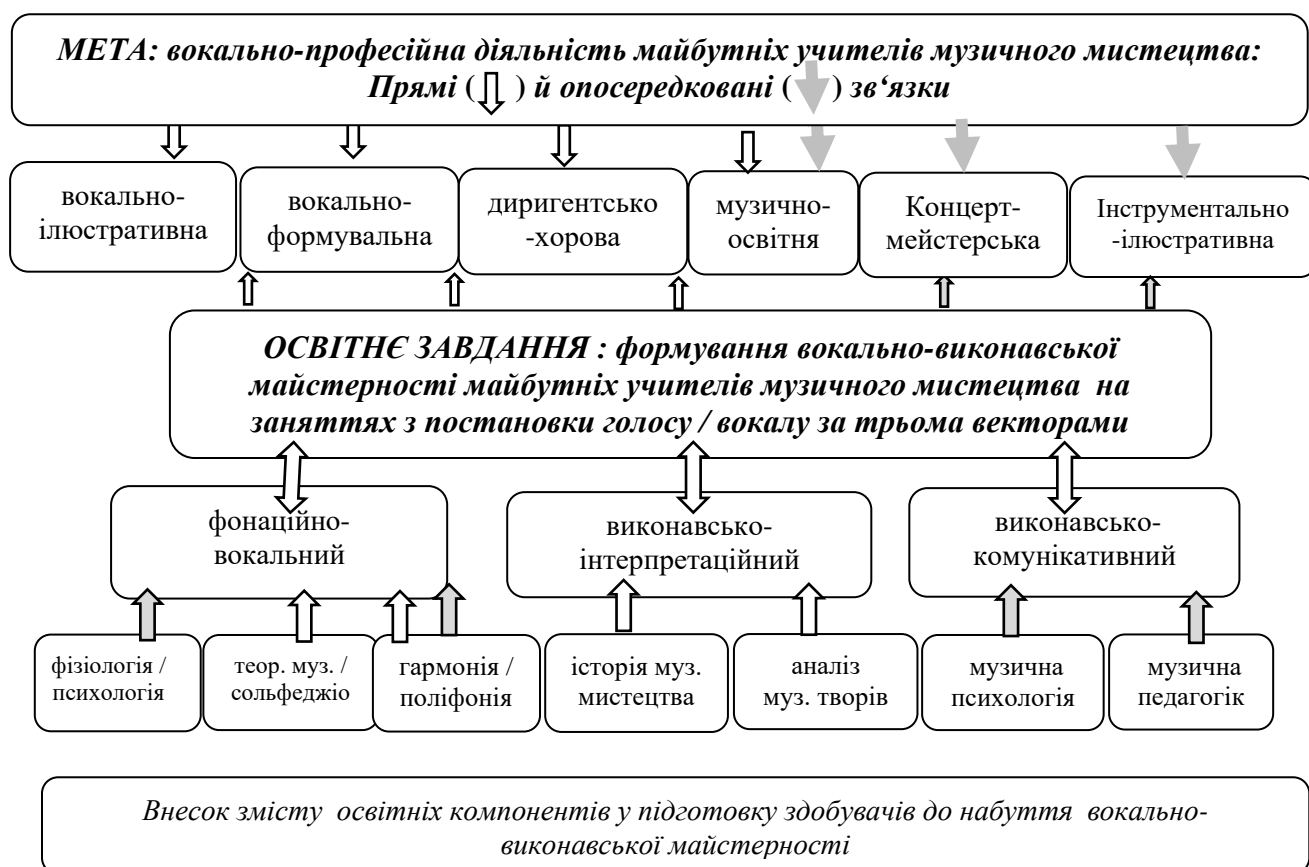 МЕТА: вокально-професійна діяльність майбутніх учителів музичного мистецтва:
Прямі ( ) й опосередковані ( ) зв‘язки
вокально-
ілюстративна
вокально-
формувальна
диригентсько
-хорова
музично-
освітня
Концерт-
мейстерська
Інструментально
-ілюстративна
ОСВІТНЄ ЗАВДАННЯ : формування вокально-виконавської
майстерності майбутніх учителів музичного мистецтва на
заняттях з постановки голосу / вокалу за трьома векторами
фонаційно-
вокальний
виконавсько-
інтерпретаційний
виконавсько-
комунікативний
фізіологія /
психологія
теор. муз. /
сольфеджіо
гармонія /
поліфонія
історія муз.
мистецтва
аналіз
муз. творів
музична
психологія
музична
педагогік
Внесок змісту освітніх компонентів у підготовку здобувачів до набуття вокально-
виконавської майстерності